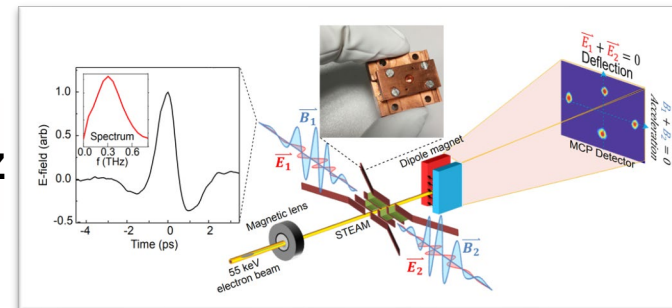 z
E-field (arb)
1.0
0.5
0.0
-0.5
-4
-2
0
2
Time (ps)
Spectrum
0.0
0.3
0.6
f (THz)
B₁
E₁
Magnetic lens
55 keV
electron beam
STEAM
Dipole magnet
B₂
E₂
E₁ + E₂ = 0
Deflection
B₁ + B₂ = 0
Acceleration
MCP Detector